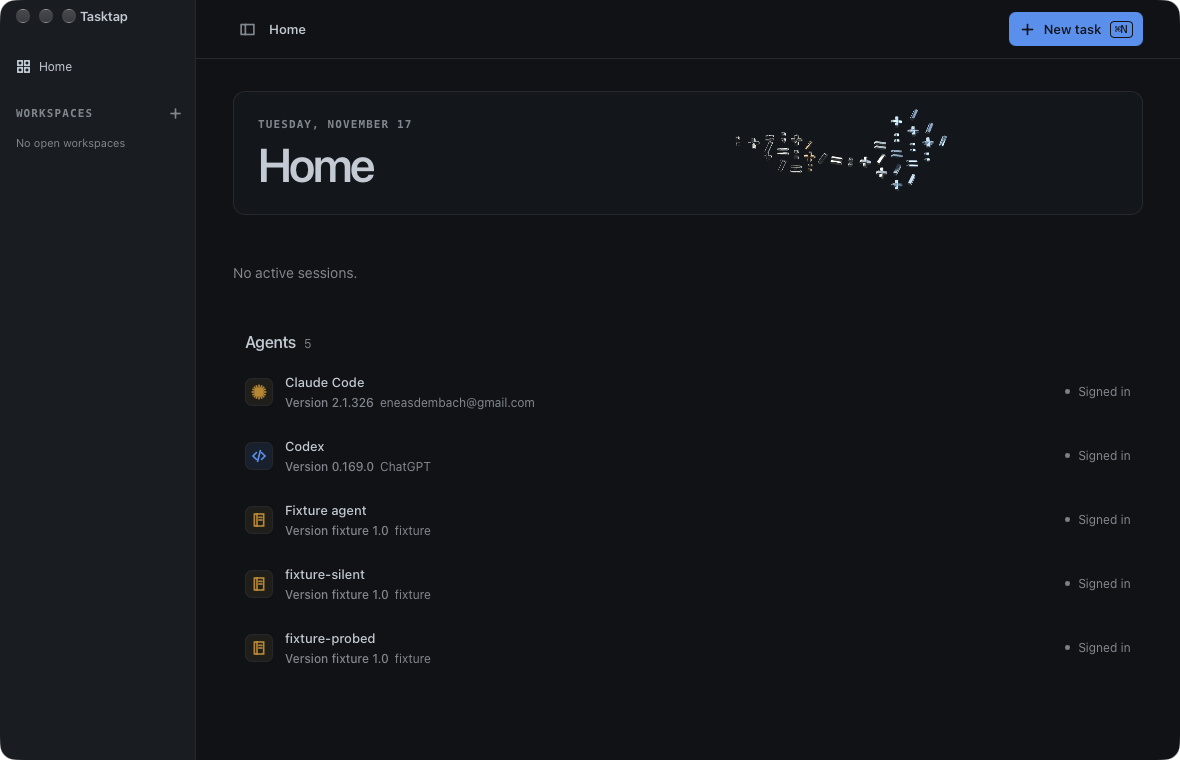 Tasktap
Home
WORKSPACES
No open workspaces
Home
New task ⌘N
TUESDAY, NOVEMBER 17
Home
No active sessions.
Agents 5
Claude Code
Version 2.1.326 eneasdembach@gmail.com
Signed in
Codex
Version 0.169.0 ChatGPT
Signed in
Fixture agent
Version fixture 1.0 fixture
Signed in
fixture-silent
Version fixture 1.0 fixture
Signed in
fixture-probed
Version fixture 1.0 fixture
Signed in